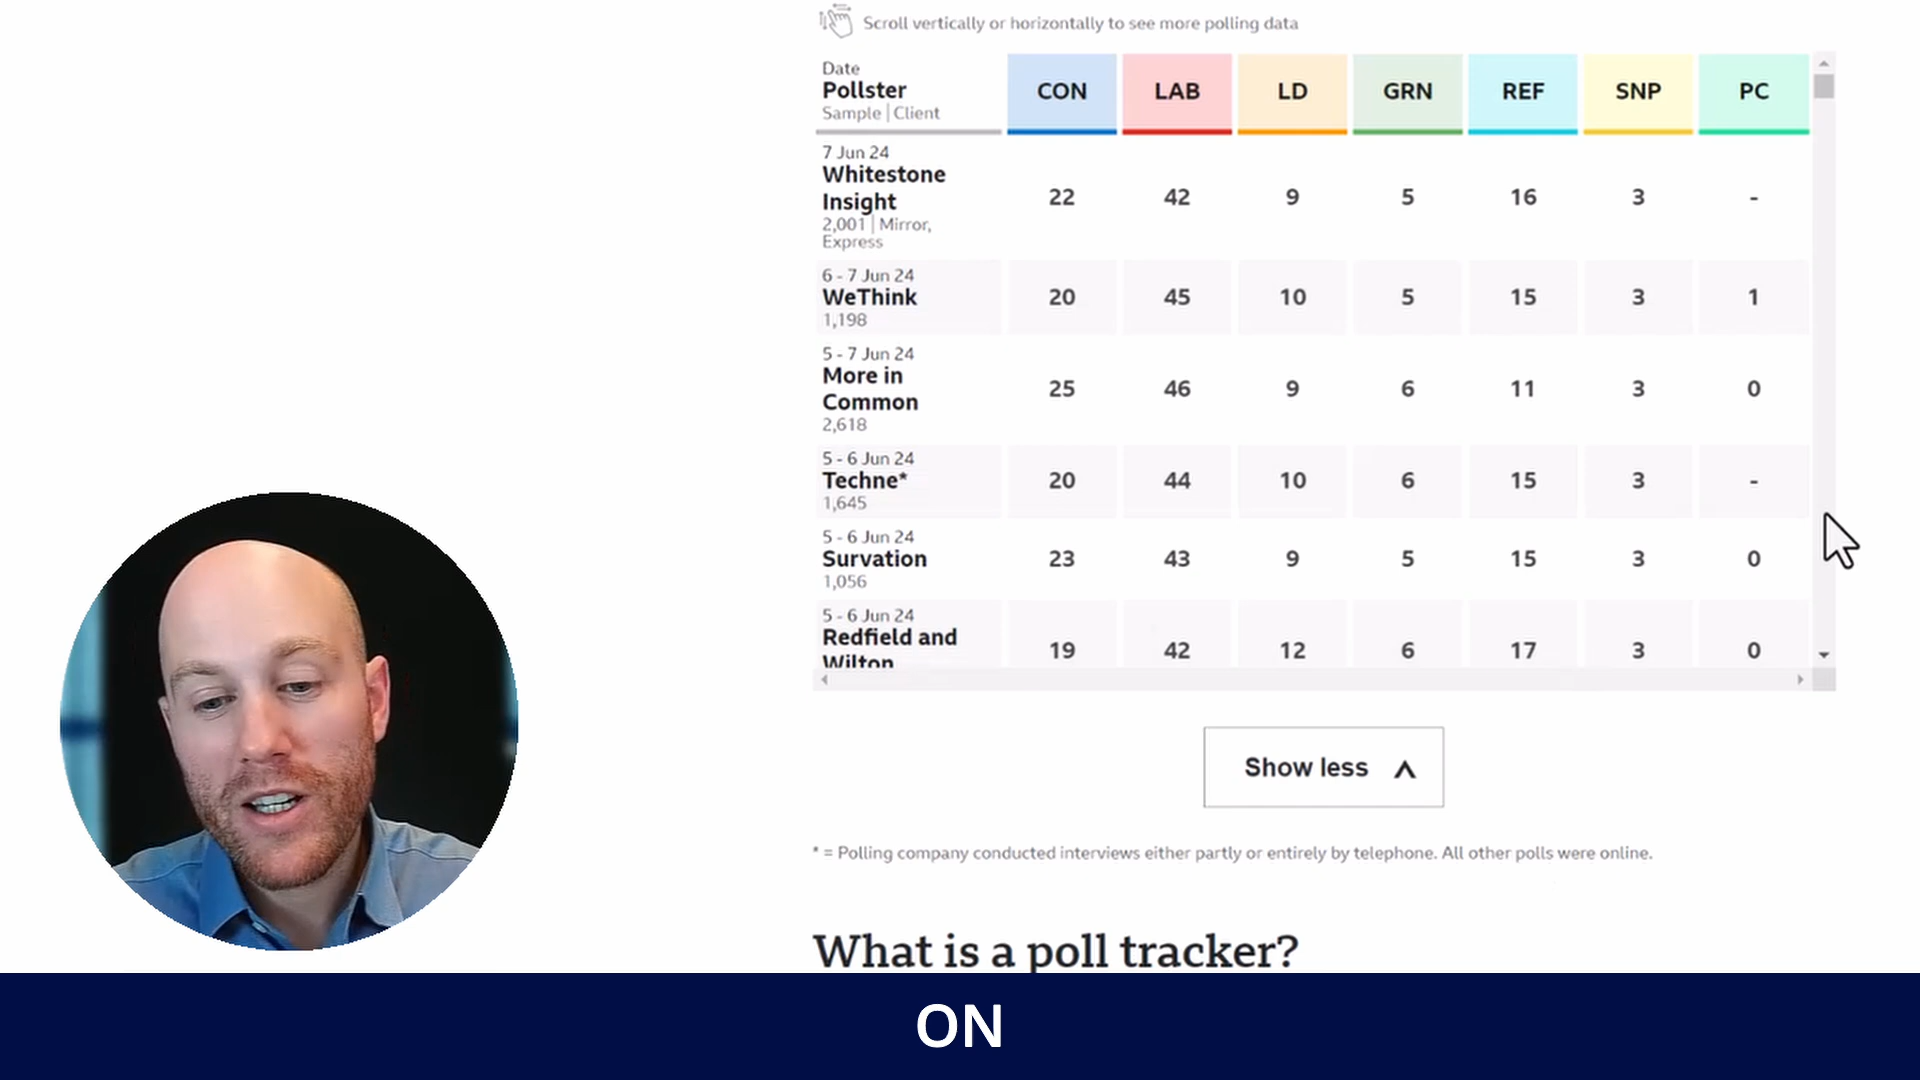 Scroll vertically or horizontally to see more polling data
Date
Pollster
Sample | Client
CON LAB LD GRN REF SNP PC
7 Jun 24
Whitestone
Insight
2,001 | Mirror,
Express
22 42 9 5 16 3 -
6 - 7 Jun 24
WeThink
1,198
20 45 10 5 15 3 1
5 - 7 Jun 24
More in
Common
2,618
25 46 9 6 11 3 0
5 - 6 Jun 24
Techne*
1,645
20 44 10 6 15 3 -
5 - 6 Jun 24
Survation
1,056
23 43 9 5 15 3 0
5 - 6 Jun 24
Redfield and
Wilton
19 42 12 6 17 3 0
Show less
* = Polling company conducted interviews either partly or entirely by telephone. All other polls were online.
What is a poll tracker?
ON